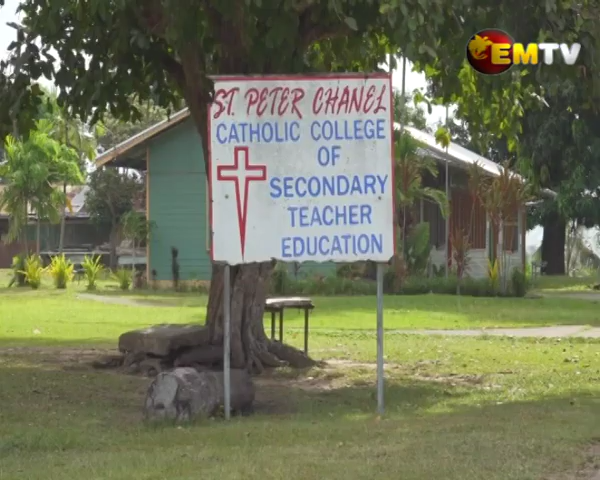 EMTV
ST. PETER CHANEL
CATHOLIC COLLEGE
OF
SECONDARY
TEACHER
EDUCATION